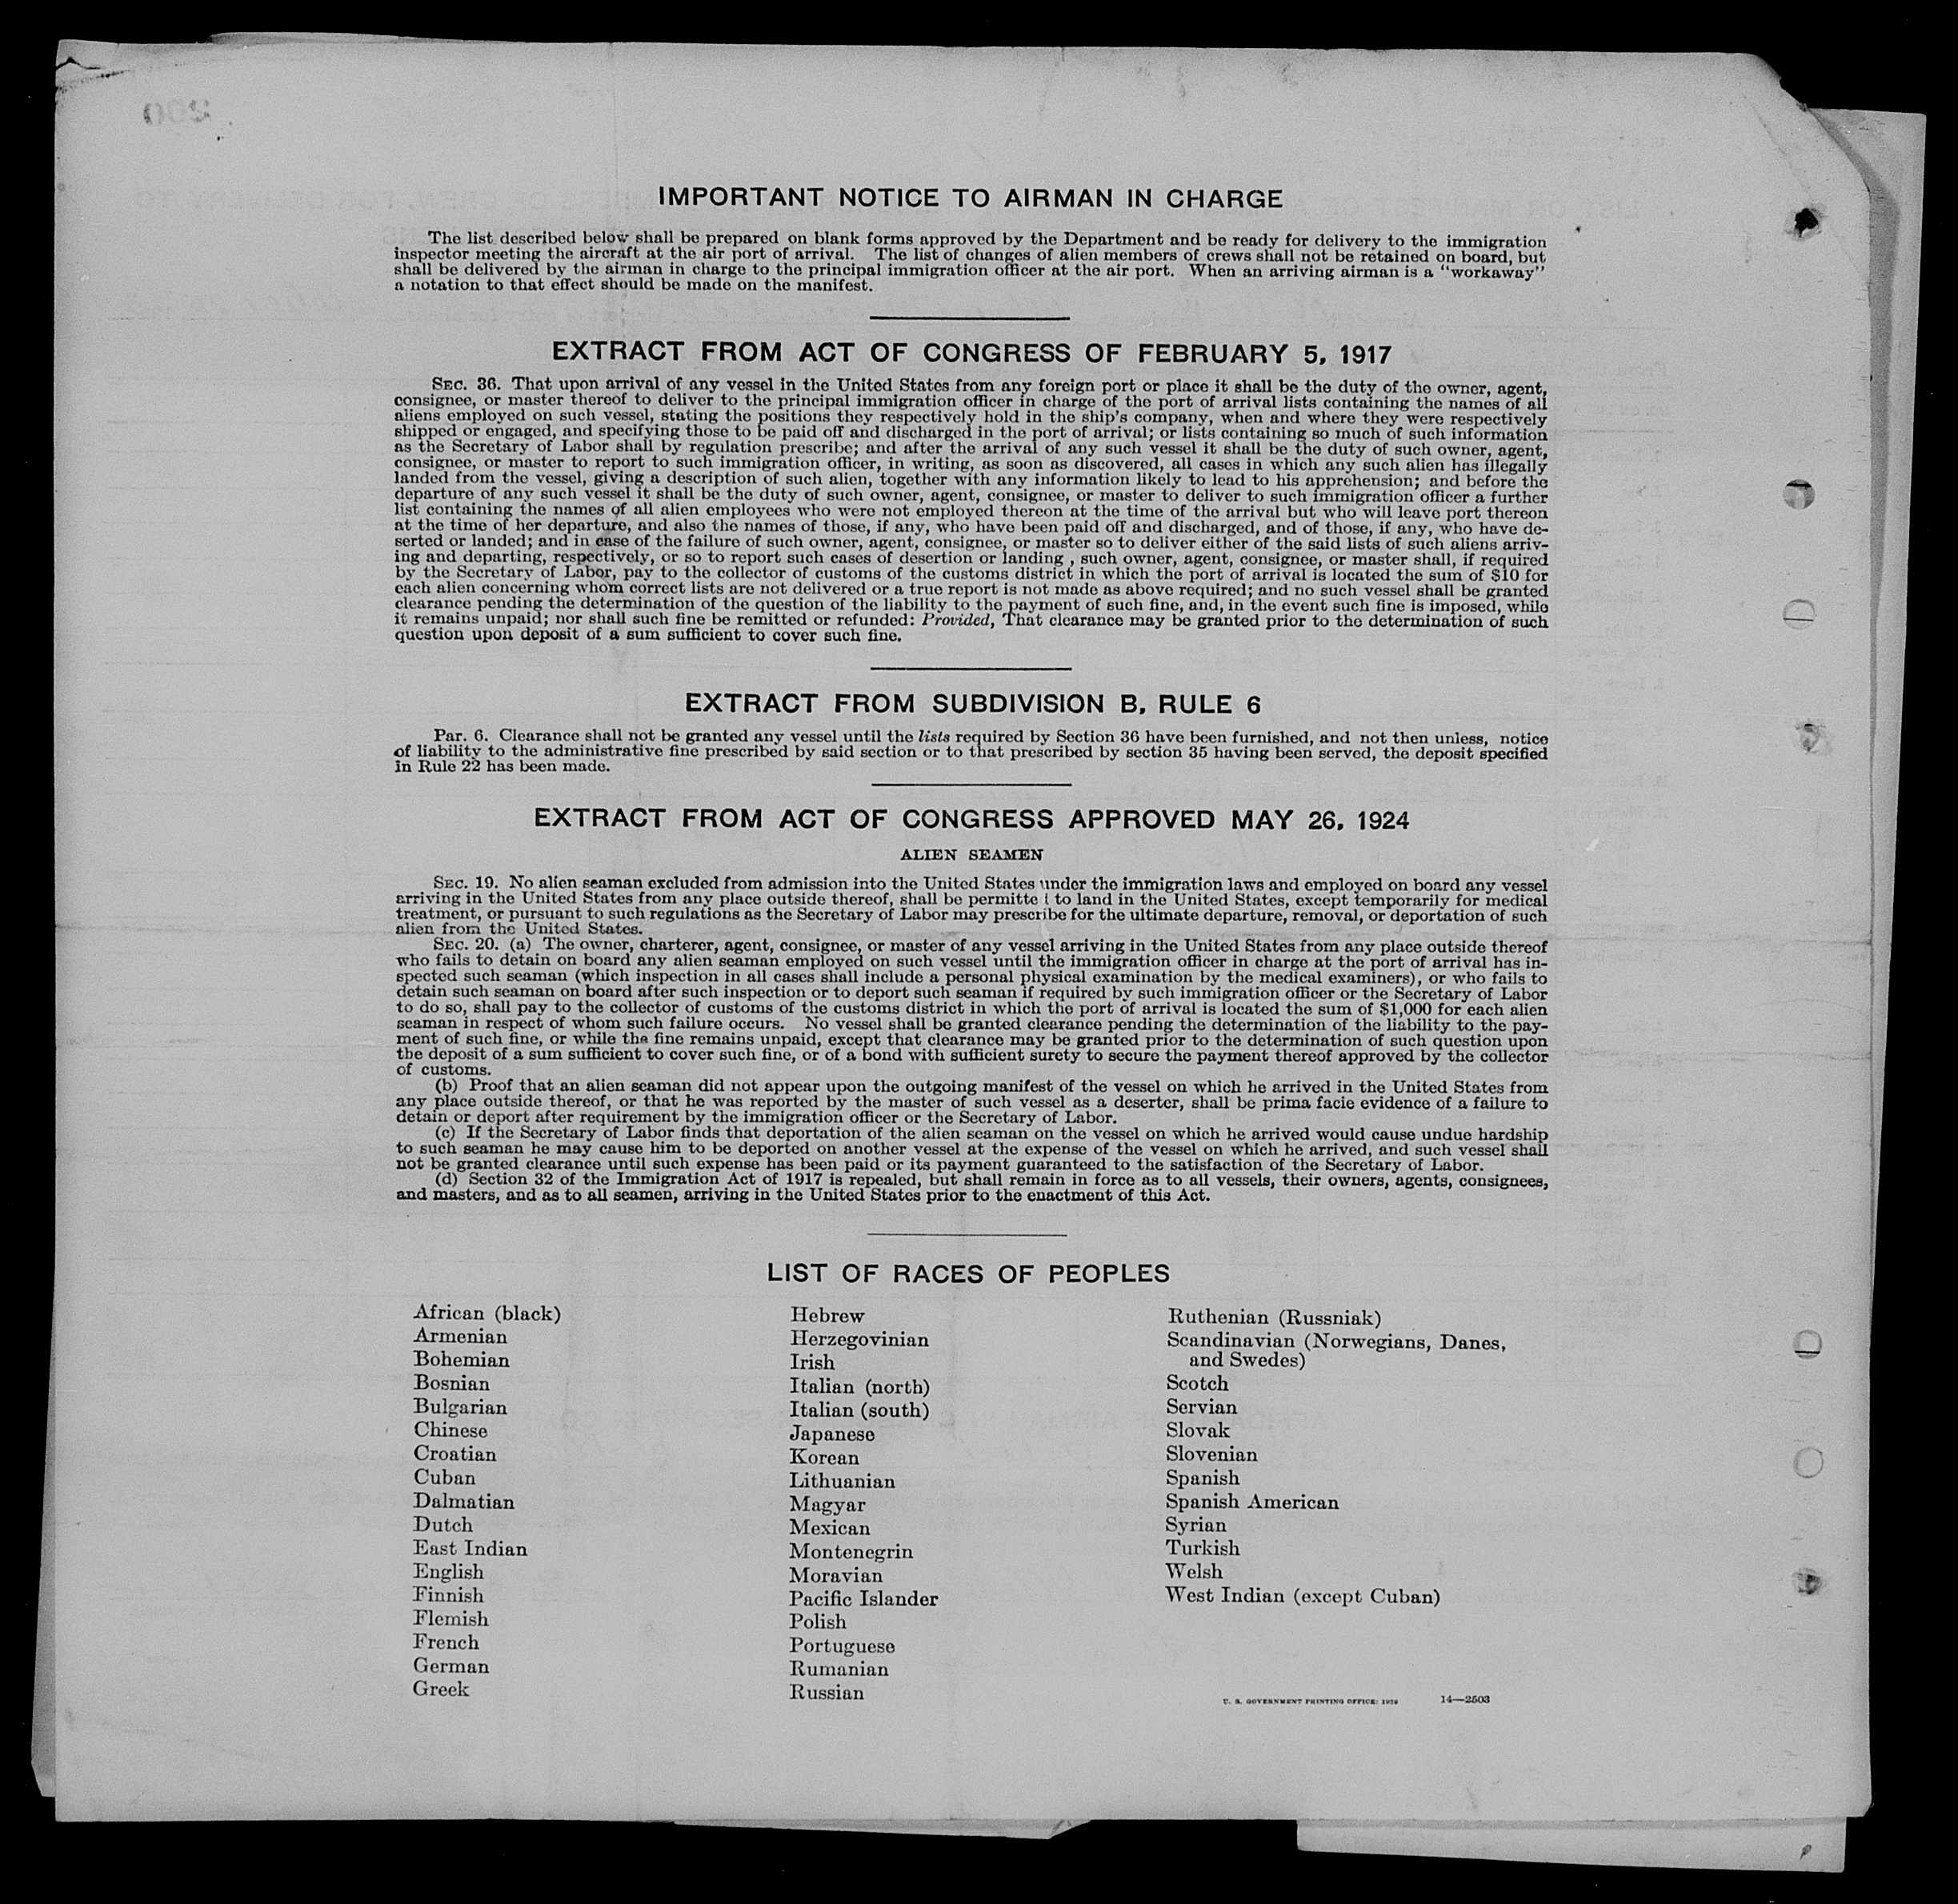 IMPORTANT NOTICE TO AIRMAN IN CHARGE
The list described below shall be prepared on blank forms approved by the Department and be ready for delivery to the immigration
inspector meeting the aircraft at the air port of arrival. The list of changes of alien members of crews shall not be retained on board, but
shall be delivered by the airman in charge to the principal immigration officer at the air port. When an arriving airman is a "workaway"
a notation to that effect should be made on the manifest.
EXTRACT FROM ACT OF CONGRESS OF FEBRUARY 5, 1917
SEC. 36. That upon arrival of any vessel in the United States from any foreign port or place it shall be the duty of the owner, agent,
consignee, or master thereof to deliver to the principal immigration officer in charge of the port of arrival lists containing the names of all
aliens employed on such vessel, stating the positions they respectively hold in the ship's company, when and where they were respectively
shipped or engaged, and specifying those to be paid off and discharged in the port of arrival; or lists containing so much of such information
as the Secretary of Labor shall by regulation prescribe; and after the arrival of any such vessel it shall be the duty of such owner, agent,
consignee, or master to report to such immigration officer, in writing, as soon as discovered, all cases in which any such alien has illegally
landed from the vessel, giving a description of such alien, together with any information likely to lead to his apprehension; and before the
departure of any such vessel it shall be the duty of such owner, agent, consignee, or master to deliver to such immigration officer a further
list containing the names of all alien employees who were not employed thereon at the time of the arrival but who will leave port thereon
at the time of her departure, and also the names of those, if any, who have been paid off and discharged, and of those, if any, who have de-
serted or landed; and in case of the failure of such owner, agent, consignee, or master so to deliver either of the said lists of such aliens arriv-
ing and departing, respectively, or so to report such cases of desertion or landing , such owner, agent, consignee, or master shall, if required
by the Secretary of Labor, pay to the collector of customs of the customs district in which the port of arrival is located the sum of $10 for
each alien concerning whom correct lists are not delivered or a true report is not made as above required; and no such vessel shall be granted
clearance pending the determination of the question of the liability to the payment of such fine, and, in the event such fine is imposed, while
it remains unpaid; nor shall such fine be remitted or refunded: Provided, That clearance may be granted prior to the determination of such
question upon deposit of a sum sufficient to cover such fine.
EXTRACT FROM SUBDIVISION B, RULE 6
Par. 6. Clearance shall not be granted any vessel until the lists required by Section 36 have been furnished, and not then unless, notice
of liability to the administrative fine prescribed by said section or to that prescribed by section 35 having been served, the deposit specified
in Rule 22 has been made.
EXTRACT FROM ACT OF CONGRESS APPROVED MAY 26, 1924
ALIEN SEAMEN
SEC. 19. No alien seaman excluded from admission into the United States under the immigration laws and employed on board any vessel
arriving in the United States from any place outside thereof, shall be permitted to land in the United States, except temporarily for medical
treatment, or pursuant to such regulations as the Secretary of Labor may prescribe for the ultimate departure, removal, or deportation of such
alien from the United States.
SEC. 20. (a) The owner, charterer, agent, consignee, or master of any vessel arriving in the United States from any place outside thereof
who fails to detain on board any alien seaman employed on such vessel until the immigration officer in charge at the port of arrival has in-
spected such seaman (which inspection in all cases shall include a personal physical examination by the medical examiners), or who fails to
detain such seaman on board after such inspection or to deport such seaman if required by such immigration officer or the Secretary of Labor
to do so, shall pay to the collector of customs of the customs district in which the port of arrival is located the sum of $1,000 for each alien
seaman in respect of whom such failure occurs. No vessel shall be granted clearance pending the determination of the liability to the pay-
ment of such fine, or while the fine remains unpaid, except that clearance may be granted prior to the determination of such question upon
the deposit of a sum sufficient to cover such fine, or of a bond with sufficient surety to secure the payment thereof approved by the collector
of customs.
(b) Proof that an alien seaman did not appear upon the outgoing manifest of the vessel on which he arrived in the United States from
any place outside thereof, or that he was reported by the master of such vessel as a deserter, shall be prima facie evidence of a failure to
detain or deport after requirement by the immigration officer or the Secretary of Labor.
(c) If the Secretary of Labor finds that deportation of the alien seaman on the vessel on which he arrived would cause undue hardship
to such seaman he may cause him to be deported on another vessel at the expense of the vessel on which he arrived, and such vessel shall
not be granted clearance until such expense has been paid or its payment guaranteed to the satisfaction of the Secretary of Labor.
(d) Section 32 of the Immigration Act of 1917 is repealed, but shall remain in force as to all vessels, their owners, agents, consignees,
and masters, and as to all seamen, arriving in the United States prior to the enactment of this Act.
LIST OF RACES OF PEOPLES
African (black)
Armenian
Bohemian
Bosnian
Bulgarian
Chinese
Croatian
Cuban
Dalmatian
Dutch
East Indian
English
Finnish
Flemish
French
German
Greek
Hebrew
Herzegovinian
Irish
Italian (north)
Italian (south)
Japanese
Korean
Lithuanian
Magyar
Mexican
Montenegrin
Moravian
Pacific Islander
Polish
Portuguese
Rumanian
Russian
Ruthenian (Russniak)
Scandinavian (Norwegians, Danes,
and Swedes)
Scotch
Servian
Slovak
Slovenian
Spanish
Spanish American
Syrian
Turkish
Welsh
West Indian (except Cuban)
U. S. GOVERNMENT PRINTING OFFICE: 14—2503